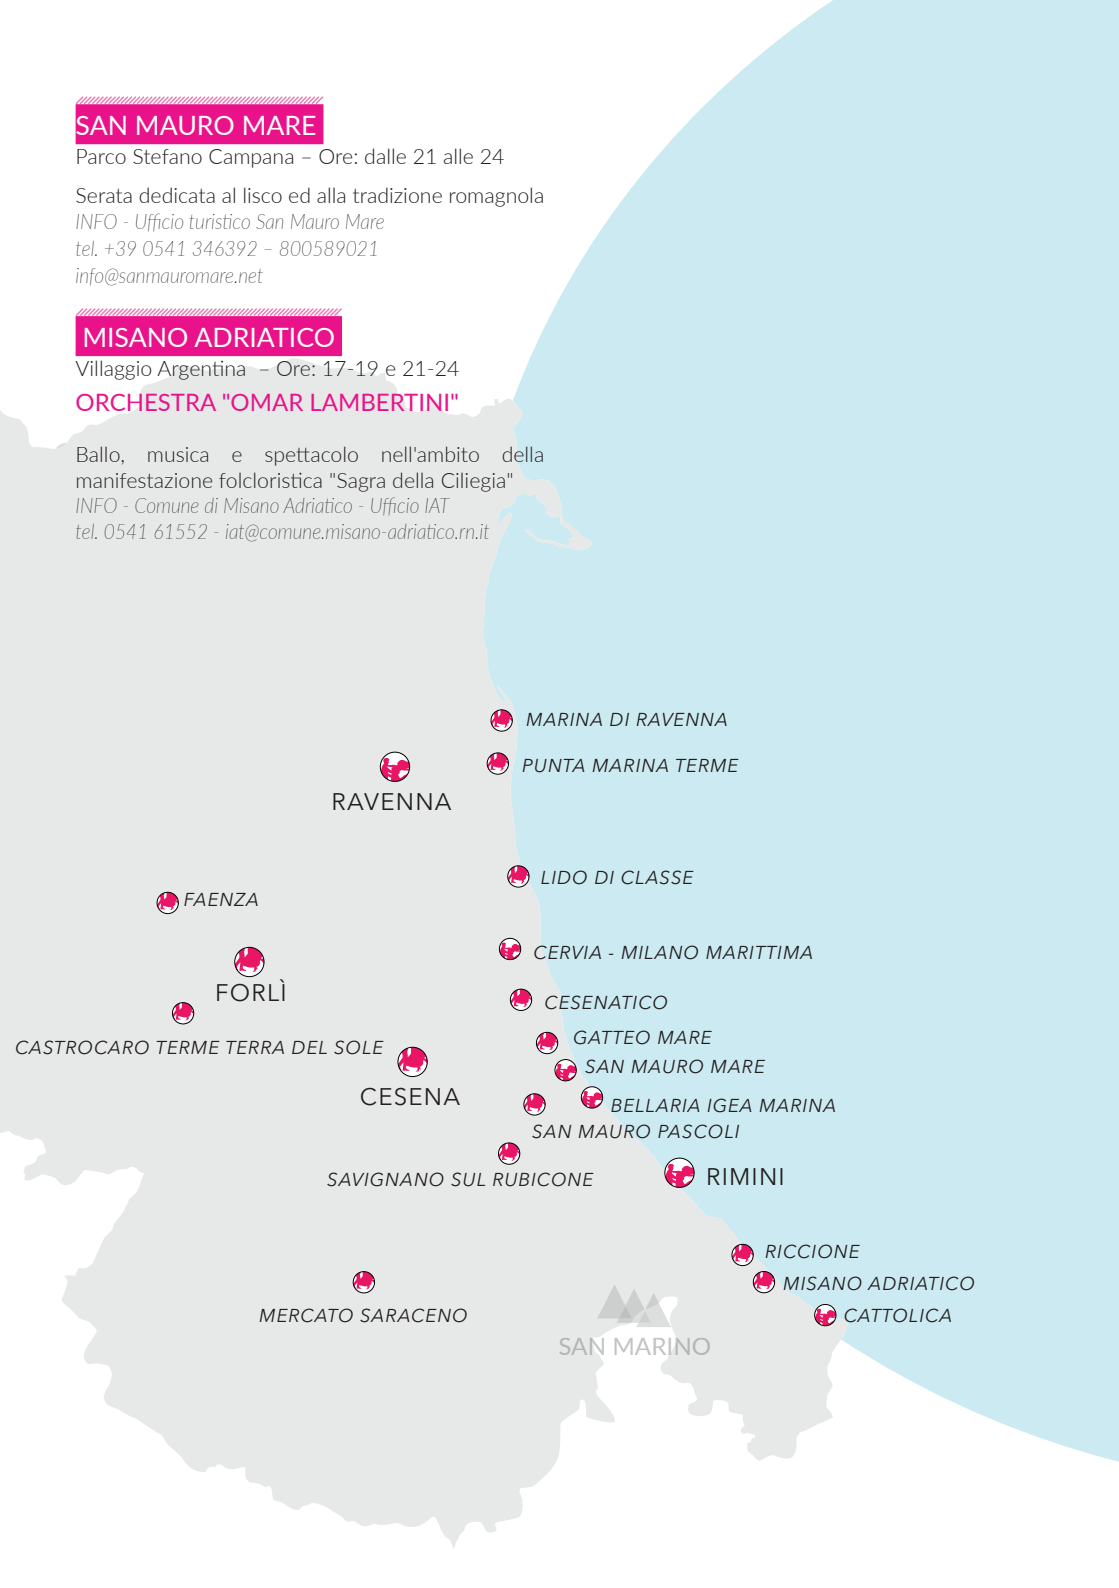 SAN MAURO MARE
Parco Stefano Campana – Ore: dalle 21 alle 24
Serata dedicata al lisco ed alla tradizione romagnola
INFO - Ufficio turistico San Mauro Mare
tel. +39 0541 346392 – 800589021
info@sanmauromare.net
MISANO ADRIATICO
Villaggio Argentina – Ore: 17-19 e 21-24
ORCHESTRA "OMAR LAMBERTINI"
Ballo, musica e spettacolo nell'ambito della
manifestazione folcloristica "Sagra della Ciliegia"
INFO - Comune di Misano Adriatico - Ufficio IAT
tel. 0541 61552 - iat@comune.misano-adriatico.rn.it
MARINA DI RAVENNA
PUNTA MARINA TERME
RAVENNA
LIDO DI CLASSE
FAENZA
CERVIA - MILANO MARITTIMA
FORLÌ
CESENATICO
GATTEO MARE
CASTROCARO TERME TERRA DEL SOLE
SAN MAURO MARE
CESENA
BELLARIA IGEA MARINA
SAN MAURO PASCOLI
SAVIGNANO SUL RUBICONE
RIMINI
RICCIONE
MISANO ADRIATICO
MERCATO SARACENO
CATTOLICA
SAN MARINO